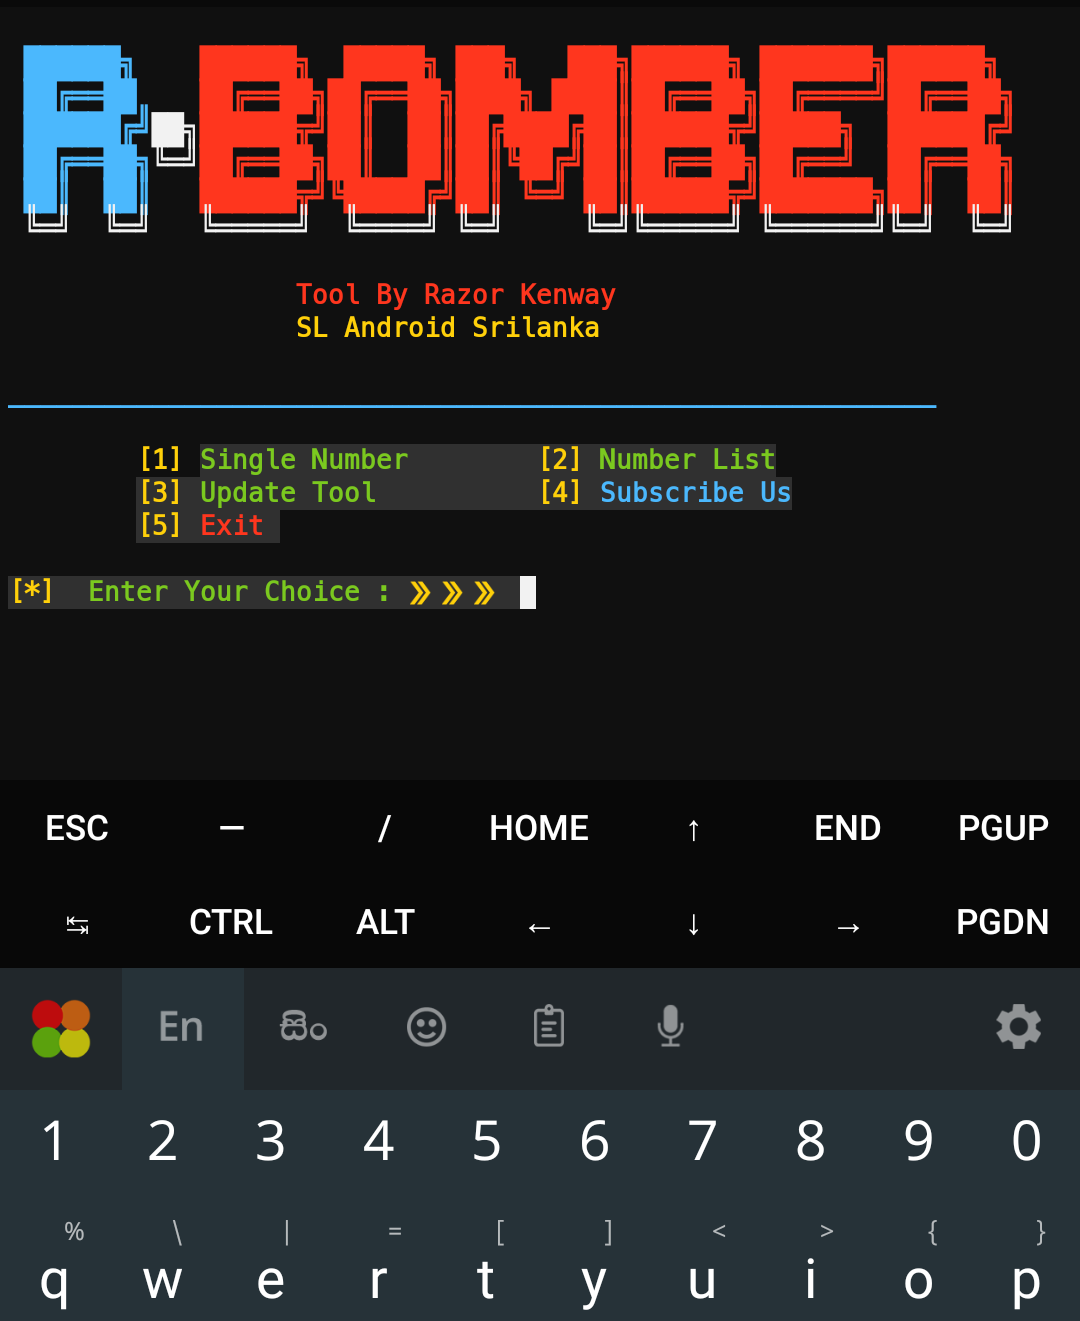 R.BOMBER
Tool By Razor Kenway
SL Android Srilanka
[1] Single Number [2] Number List
[3] Update Tool [4] Subscribe Us
[5] Exit
[*] Enter Your Choice : »»»
ESC – / HOME ↑ END PGUP
↹ CTRL ALT ← ↓ → PGDN
En සිං
1 2 3 4 5 6 7 8 9 0
% \ | = [ ] < > { }
q w e r t y u i o p